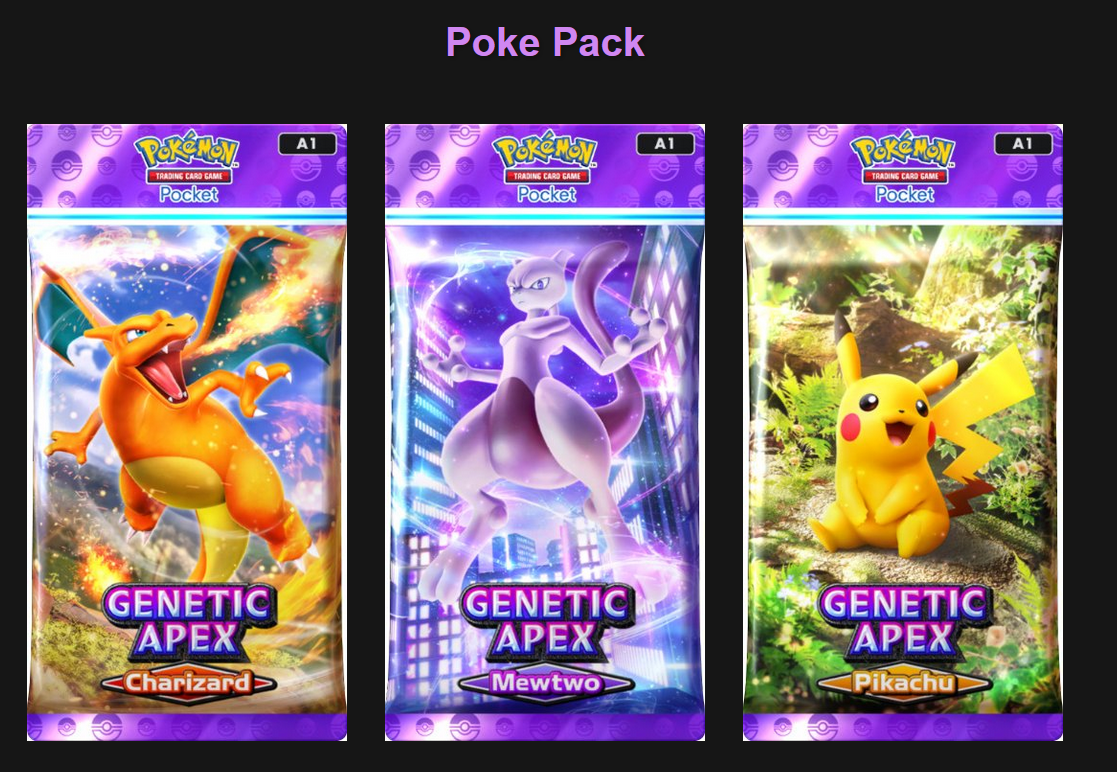 Poke Pack
A1
Pokémon
TRADING CARD GAME
Pocket
GENETIC
APEX
Charizard
A1
Pokémon
TRADING CARD GAME
Pocket
GENETIC
APEX
Mewtwo
A1
Pokémon
TRADING CARD GAME
Pocket
GENETIC
APEX
Pikachu